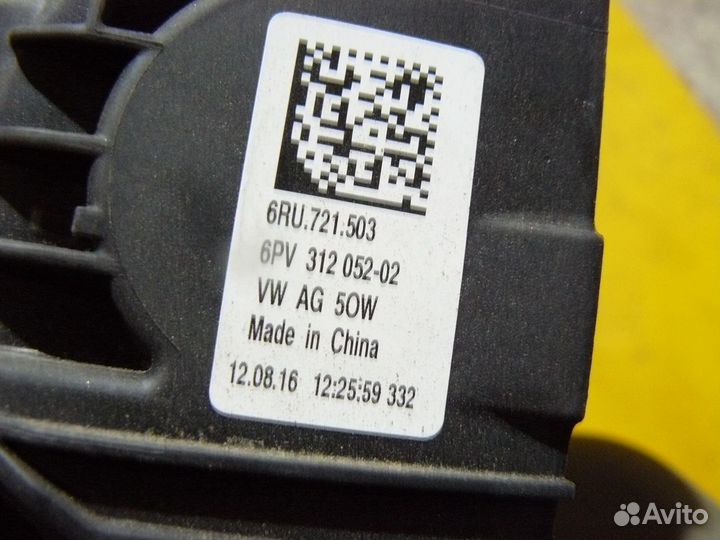 6RU.721.503
6PV 312 052-02
VW AG 5OW
Made in China
12.08.16 12:25:59 332
Avito